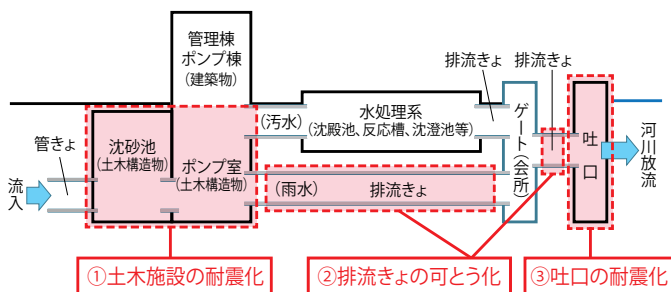 管理棟
ポンプ棟
(建築物)
排流きょ
排流きょ
(汚水)
水処理系
(沈殿池、反応槽、沈澄池等)
ゲート(会所)
吐口
河川放流
管きょ
流入
沈砂池
(土木構造物)
ポンプ室
(土木構造物)
(雨水)
排流きょ
①土木施設の耐震化
②排流きょの可とう化
③吐口の耐震化